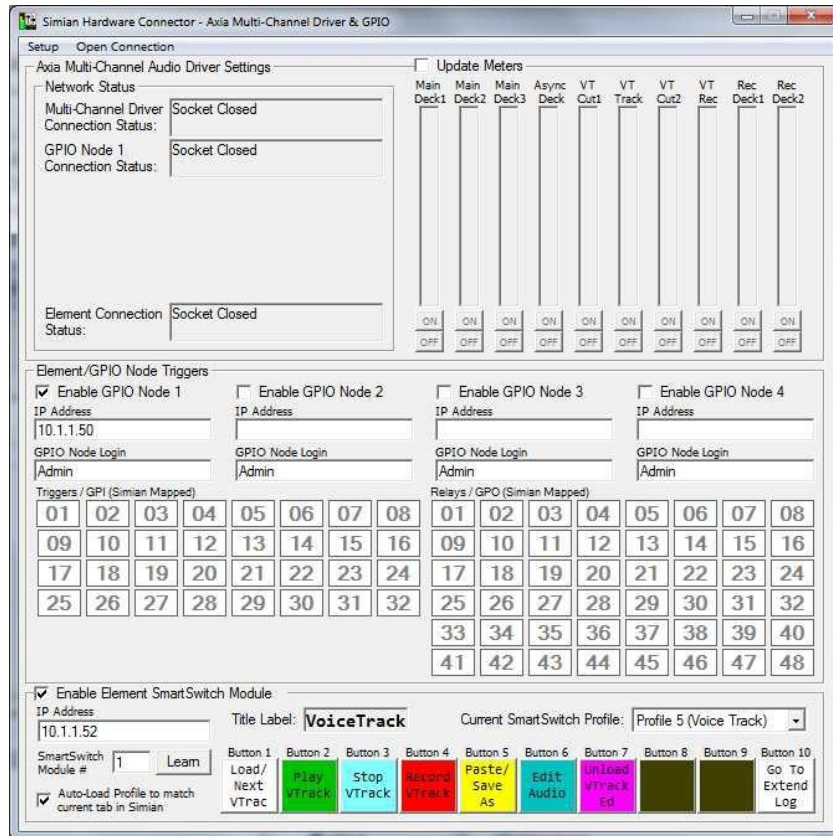 Simian Hardware Connector - Axia Multi-Channel Driver & GPIO
Setup Open Connection
Axia Multi-Channel Audio Driver Settings
Network Status
Multi-Channel Driver Connection Status:
Socket Closed
GPIO Node 1 Connection Status:
Socket Closed
Element Connection Status:
Socket Closed
Update Meters
Main Deck1 Main Deck2 Main Deck3 Async Deck VT Cut1 VT Track VT Cut2 VT Rec Rec Deck1 Rec Deck2
ON ON ON ON ON ON ON ON ON ON
OFF OFF OFF OFF OFF OFF OFF OFF OFF OFF
Element/GPIO Node Triggers
Enable GPIO Node 1 Enable GPIO Node 2 Enable GPIO Node 3 Enable GPIO Node 4
IP Address IP Address IP Address IP Address
10.1.1.50
GPIO Node Login GPIO Node Login GPIO Node Login GPIO Node Login
Admin Admin Admin Admin
Triggers / GPI (Simian Mapped)
01 02 03 04 05 06 07 08
09 10 11 12 13 14 15 16
17 18 19 20 21 22 23 24
25 26 27 28 29 30 31 32
Relays / GPO (Simian Mapped)
01 02 03 04 05 06 07 08
09 10 11 12 13 14 15 16
17 18 19 20 21 22 23 24
25 26 27 28 29 30 31 32
33 34 35 36 37 38 39 40
41 42 43 44 45 46 47 48
Enable Element SmartSwitch Module
IP Address
10.1.1.52
Title Label: VoiceTrack
Current SmartSwitch Profile: Profile 5 (Voice Track)
SmartSwitch Module # 1 Learn
Auto-Load Profile to match current tab in Simian
Button 1 Button 2 Button 3 Button 4 Button 5 Button 6 Button 7 Button 8 Button 9 Button 10
Load/ Next VTrac
Play VTrack
Stop VTrack
Record VTrack
Paste/ Save As
Edit Audio
Unload VTrack Ed
Go To Extend Log